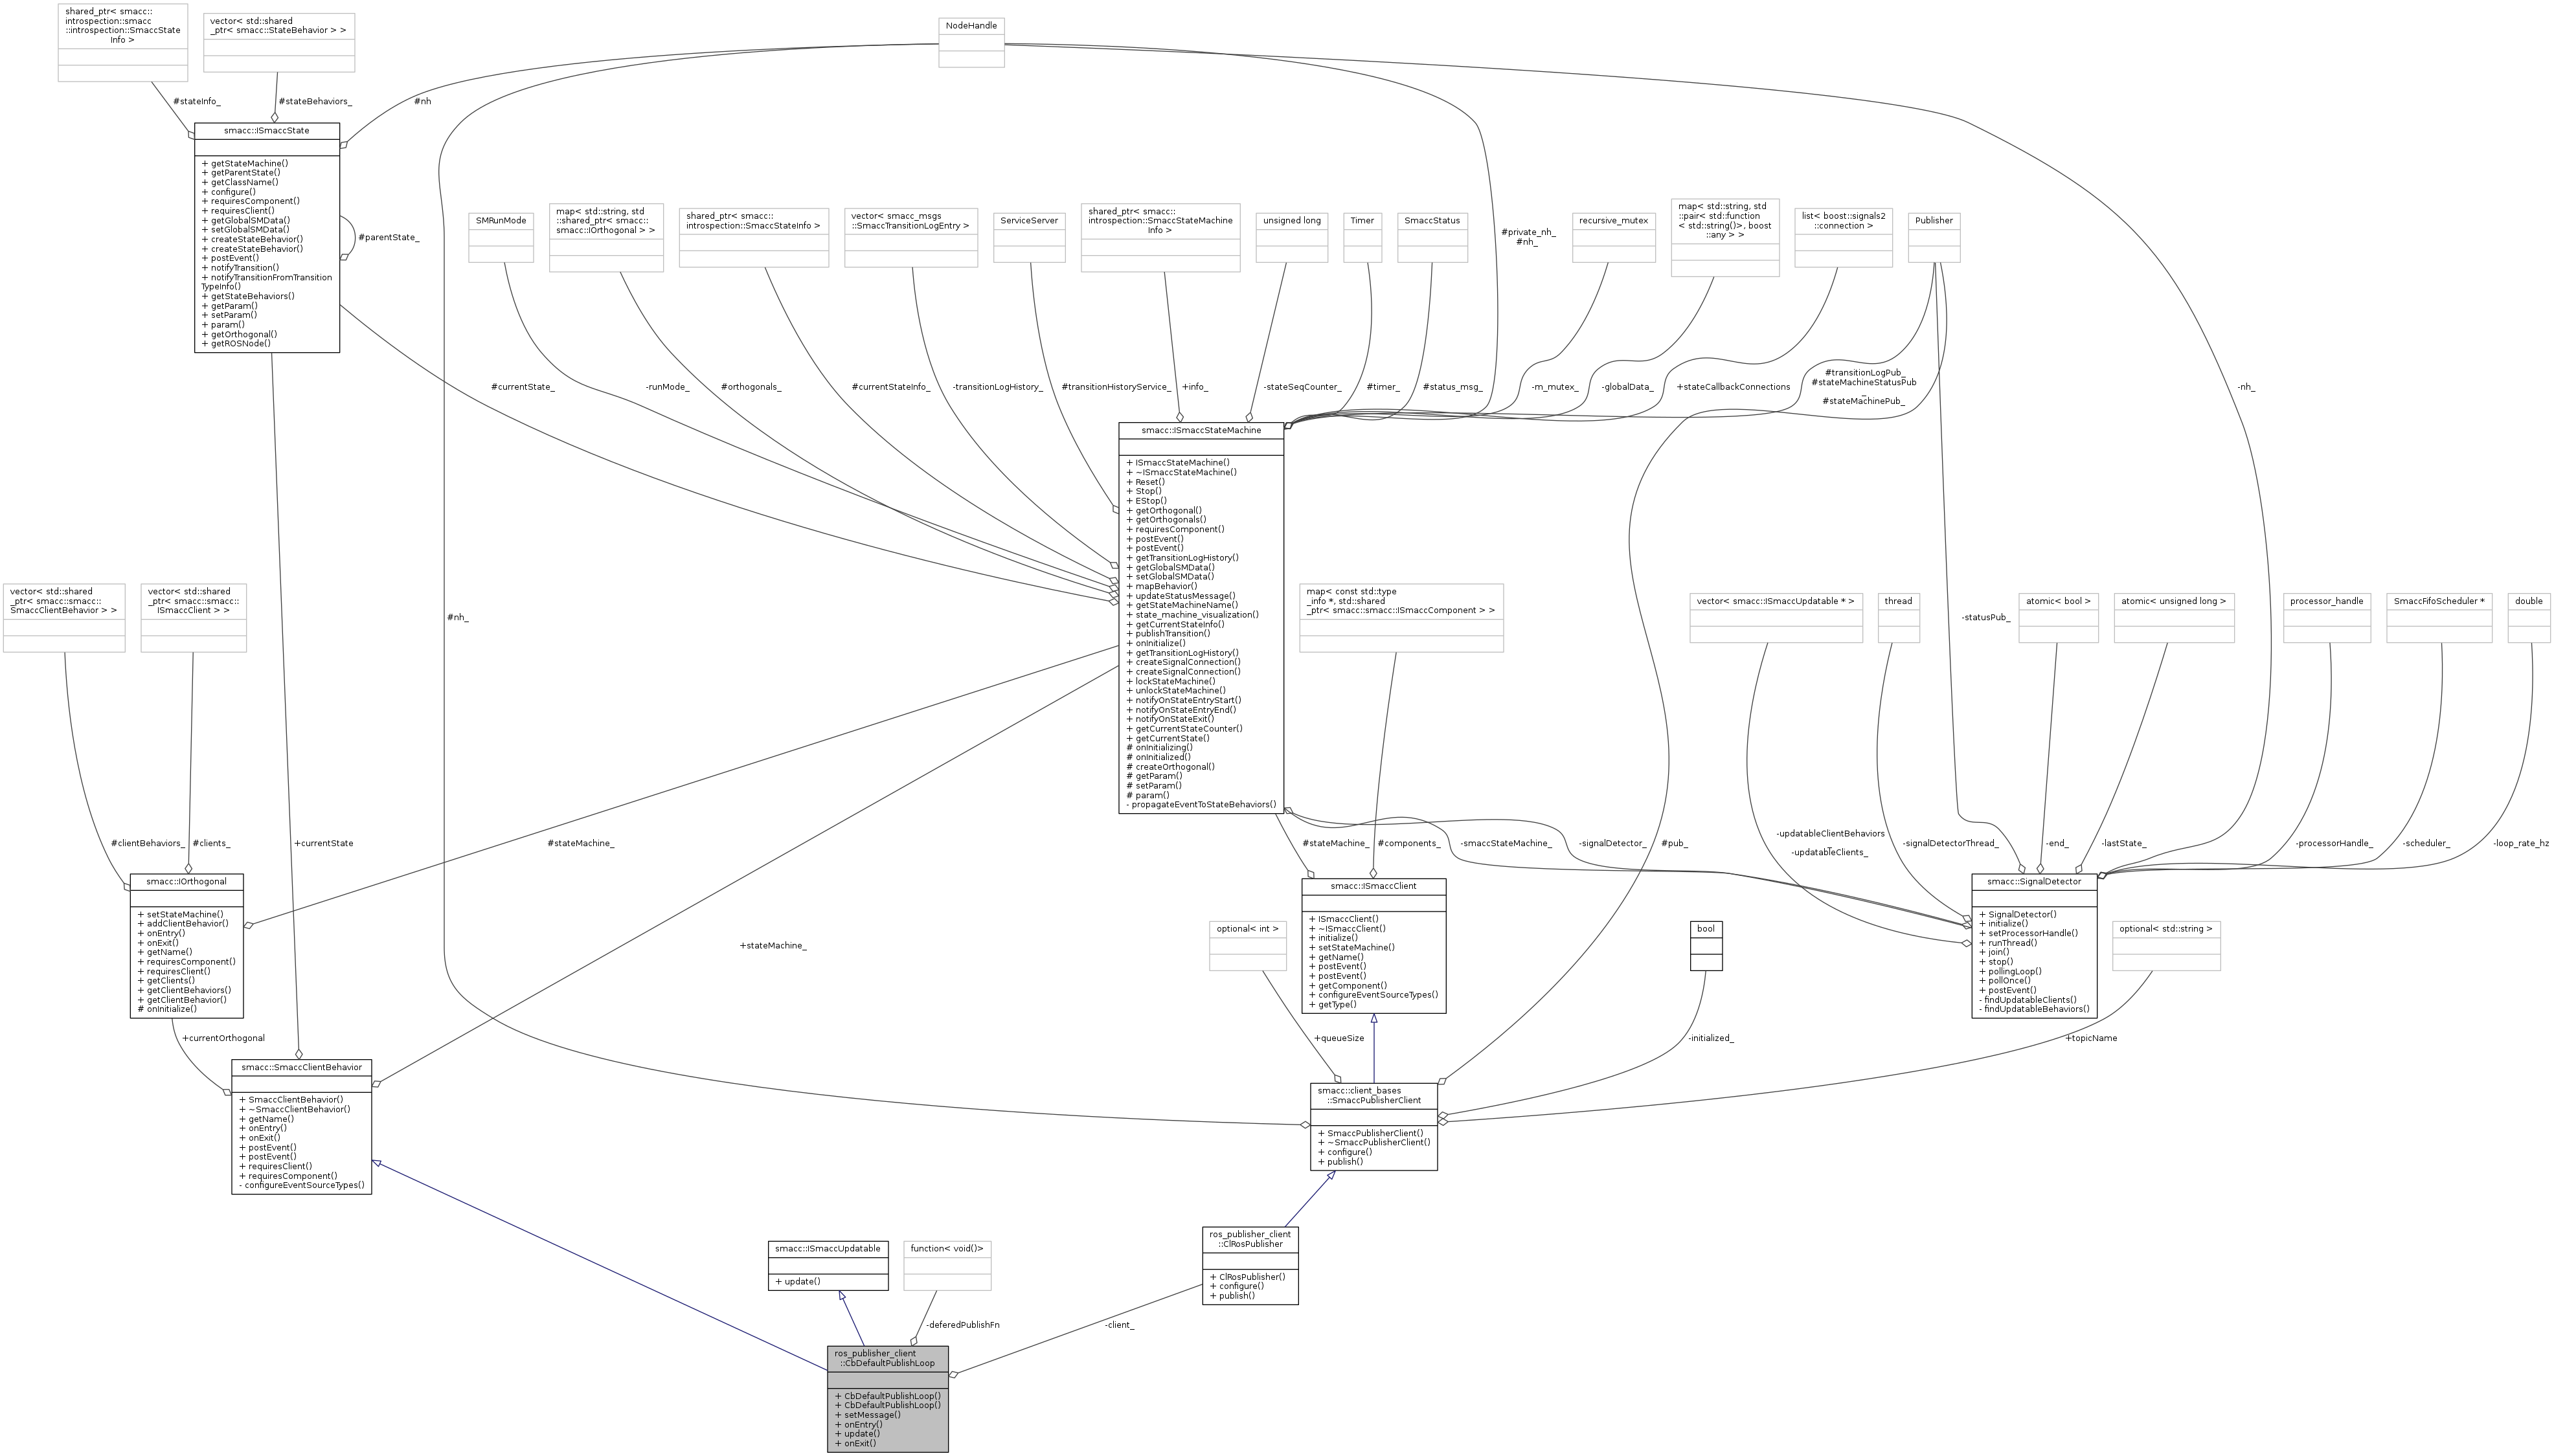 shared_ptr< smacc::
introspection::smacc
::introspection::SmaccState
Info >
vector< std::shared
_ptr< smacc::StateBehavior > >
NodeHandle
#stateInfo_
#stateBehaviors_
#nh
smacc::ISmaccState
+ getStateMachine()
+ getParentState()
+ getClassName()
+ configure()
+ requiresComponent()
+ requiresClient()
+ getGlobalSMData()
+ setGlobalSMData()
+ createStateBehavior()
+ createStateBehavior()
+ postEvent()
+ notifyTransition()
+ notifyTransitionFromTransition
TypeInfo()
+ getStateBehaviors()
+ getParam()
+ setParam()
+ param()
+ getOrthogonal()
+ getROSNode()
#parentState_
SMRunMode
map< std::string, std
::shared_ptr< smacc::
smacc::IOrthogonal > >
shared_ptr< smacc::
introspection::SmaccStateInfo >
vector< smacc_msgs
::SmaccTransitionLogEntry >
ServiceServer
shared_ptr< smacc::
introspection::SmaccStateMachine
Info >
unsigned long
Timer
SmaccStatus
#private_nh_
#nh_
recursive_mutex
map< std::string, std
::pair< std::function
< std::string()>, boost
::any > >
list< boost::signals2
::connection >
Publisher
#currentState_
-runMode_
#orthogonals_
#currentStateInfo_
-transitionLogHistory_
#transitionHistoryService_
+info_
-stateSeqCounter_
#timer_
#status_msg_
-m_mutex_
-globalData_
+stateCallbackConnections
#transitionLogPub_
#stateMachineStatusPub
_
#stateMachinePub_
-nh_
smacc::ISmaccStateMachine
+ ISmaccStateMachine()
+ ~ISmaccStateMachine()
+ Reset()
+ Stop()
+ EStop()
+ getOrthogonal()
+ getOrthogonals()
+ requiresComponent()
+ postEvent()
+ postEvent()
+ getTransitionLogHistory()
+ getGlobalSMData()
+ setGlobalSMData()
+ mapBehavior()
+ updateStatusMessage()
+ getStateMachineName()
+ state_machine_visualization()
+ getCurrentStateInfo()
+ publishTransition()
+ onInitialize()
+ getTransitionLogHistory()
+ createSignalConnection()
+ createSignalConnection()
+ lockStateMachine()
+ unlockStateMachine()
+ notifyOnStateEntryStart()
+ notifyOnStateEntryEnd()
+ notifyOnStateExit()
+ getCurrentStateCounter()
+ getCurrentState()
# onInitializing()
# onInitialized()
# createOrthogonal()
# getParam()
# setParam()
# param()
- propagateEventToStateBehaviors()
vector< std::shared
_ptr< smacc::smacc::
SmaccClientBehavior > >
vector< std::shared
_ptr< smacc::smacc::
ISmaccClient > >
#nh_
map< const std::type
_info *, std::shared
_ptr< smacc::smacc::ISmaccComponent > >
vector< smacc::ISmaccUpdatable * >
thread
-statusPub_
atomic< bool >
atomic< unsigned long >
processor_handle
SmaccFifoScheduler *
double
#clientBehaviors_
#clients_
+currentState
#stateMachine_
#stateMachine_
#components_
-smaccStateMachine_
-signalDetector_
#pub_
-updatableClientBehaviors
_
-updatableClients_
-signalDetectorThread_
-end_
-lastState_
-processorHandle_
-scheduler_
-loop_rate_hz
smacc::IOrthogonal
+ setStateMachine()
+ addClientBehavior()
+ onEntry()
+ onExit()
+ getName()
+ requiresComponent()
+ requiresClient()
+ getClients()
+ getClientBehaviors()
+ getClientBehavior()
# onInitialize()
+stateMachine_
optional< int >
smacc::ISmaccClient
+ ISmaccClient()
+ ~ISmaccClient()
+ initialize()
+ setStateMachine()
+ getName()
+ postEvent()
+ postEvent()
+ getComponent()
+ configureEventSourceTypes()
+ getType()
bool
smacc::SignalDetector
+ SignalDetector()
+ initialize()
+ setProcessorHandle()
+ runThread()
+ join()
+ stop()
+ pollingLoop()
+ pollOnce()
+ postEvent()
- findUpdatableClients()
- findUpdatableBehaviors()
optional< std::string >
+currentOrthogonal
+queueSize
-initialized_
+topicName
smacc::SmaccClientBehavior
+ SmaccClientBehavior()
+ ~SmaccClientBehavior()
+ getName()
+ onEntry()
+ onExit()
+ postEvent()
+ postEvent()
+ requiresClient()
+ requiresComponent()
- configureEventSourceTypes()
smacc::client_bases
::SmaccPublisherClient
+ SmaccPublisherClient()
+ ~SmaccPublisherClient()
+ configure()
+ publish()
smacc::ISmaccUpdatable
+ update()
function< void()>
ros_publisher_client
::ClRosPublisher
+ ClRosPublisher()
+ configure()
+ publish()
-deferedPublishFn
-client_
ros_publisher_client
::CbDefaultPublishLoop
+ CbDefaultPublishLoop()
+ CbDefaultPublishLoop()
+ setMessage()
+ onEntry()
+ update()
+ onExit()